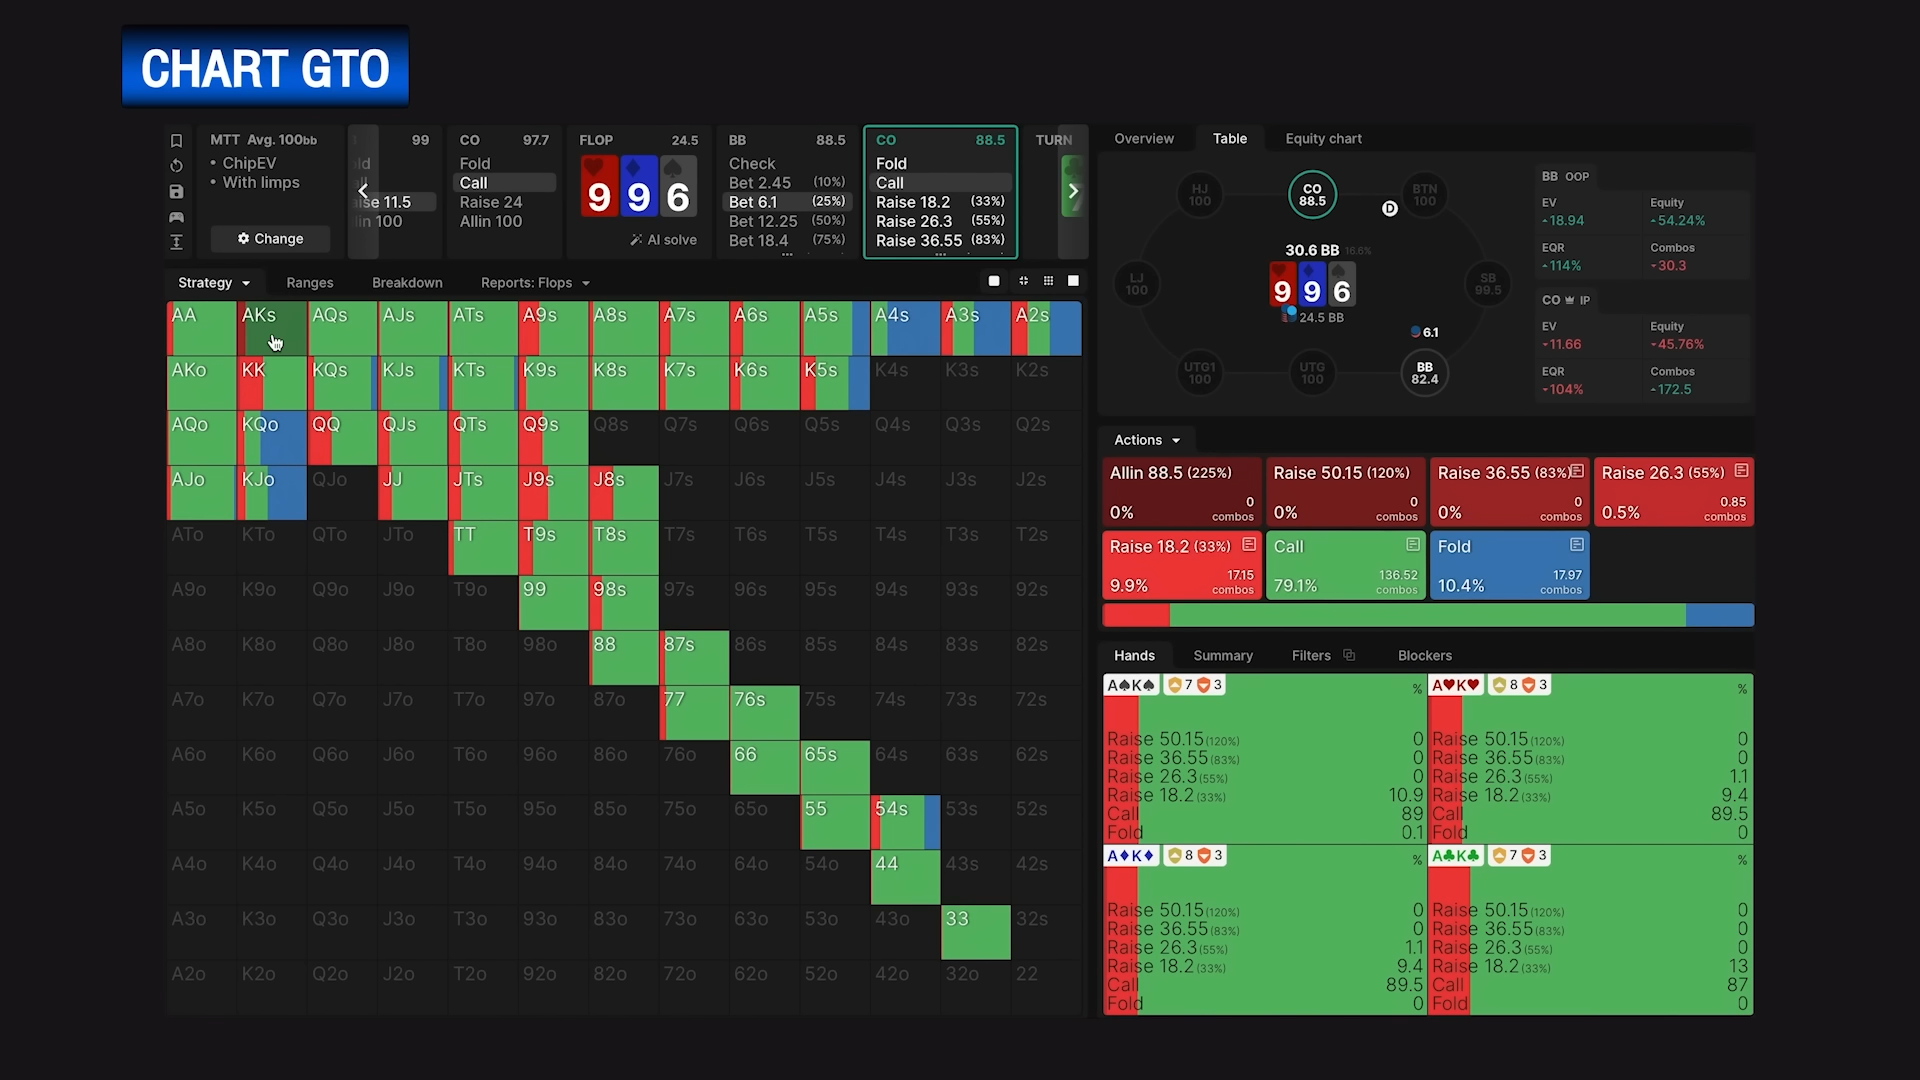 CHART GTO
MTT Avg. 100bb
• ChipEV
• With limps
Change
99
ld
ise 11.5
lin 100
CO 97.7
Fold
Call
Raise 24
Allin 100
FLOP 24.5
9 9 6
AI solve
BB 88.5
Check
Bet 2.45 (10%)
Bet 6.1 (25%)
Bet 12.25 (50%)
Bet 18.4 (75%)
...
CO 88.5
Fold
Call
Raise 18.2 (33%)
Raise 26.3 (55%)
Raise 36.55 (83%)
...
TURN
Strategy Ranges Breakdown Reports: Flops
AA AKs AQs AJs ATs A9s A8s A7s A6s A5s A4s A3s A2s
AKo KK KQs KJs KTs K9s K8s K7s K6s K5s K4s K3s K2s
AQo KQo QQ QJs QTs Q9s Q8s Q7s Q6s Q5s Q4s Q3s Q2s
AJo KJo QJo JJ JTs J9s J8s J7s J6s J5s J4s J3s J2s
ATo KTo QTo JTo TT T9s T8s T7s T6s T5s T4s T3s T2s
A9o K9o Q9o J9o T9o 99 98s 97s 96s 95s 94s 93s 92s
A8o K8o Q8o J8o T8o 98o 88 87s 86s 85s 84s 83s 82s
A7o K7o Q7o J7o T7o 97o 87o 77 76s 75s 74s 73s 72s
A6o K6o Q6o J6o T6o 96o 86o 76o 66 65s 64s 63s 62s
A5o K5o Q5o J5o T5o 95o 85o 75o 65o 55 54s 53s 52s
A4o K4o Q4o J4o T4o 94o 84o 74o 64o 54o 44 43s 42s
A3o K3o Q3o J3o T3o 93o 83o 73o 63o 53o 43o 33 32s
A2o K2o Q2o J2o T2o 92o 82o 72o 62o 52o 42o 32o 22
Overview Table Equity chart
HJ
100
CO
88.5
D
BTN
100
LJ
100
30.6 BB 16.6%
9 9 6
24.5 BB
SB
99.5
6.1
UTG1
100
UTG
100
BB
82.4
BB OOP
EV Equity
18.94 54.24%
EQR Combos
114% 30.3
CO IP
EV Equity
11.66 45.76%
EQR Combos
104% 172.5
Actions
Allin 88.5 (225%)
0% 0 combos
Raise 50.15 (120%)
0% 0 combos
Raise 36.55 (83%)
0% 0 combos
Raise 26.3 (55%)
0.5% 0.85 combos
Raise 18.2 (33%)
9.9% 17.15 combos
Call
79.1% 136.52 combos
Fold
10.4% 17.97 combos
Hands Summary Filters Blockers
A♠K♠ 7 3 %
Raise 50.15 (120%) 0
Raise 36.55 (83%) 0
Raise 26.3 (55%) 0
Raise 18.2 (33%) 10.9
Call 89
Fold 0.1
A♥K♥ 8 3 %
Raise 50.15 (120%) 0
Raise 36.55 (83%) 0
Raise 26.3 (55%) 1.1
Raise 18.2 (33%) 9.4
Call 89.5
Fold 0
A♦K♦ 8 3 %
Raise 50.15 (120%) 0
Raise 36.55 (83%) 0
Raise 26.3 (55%) 1.1
Raise 18.2 (33%) 9.4
Call 89.5
Fold 0
A♣K♣ 7 3 %
Raise 50.15 (120%) 0
Raise 36.55 (83%) 0
Raise 26.3 (55%) 0
Raise 18.2 (33%) 13
Call 87
Fold 0